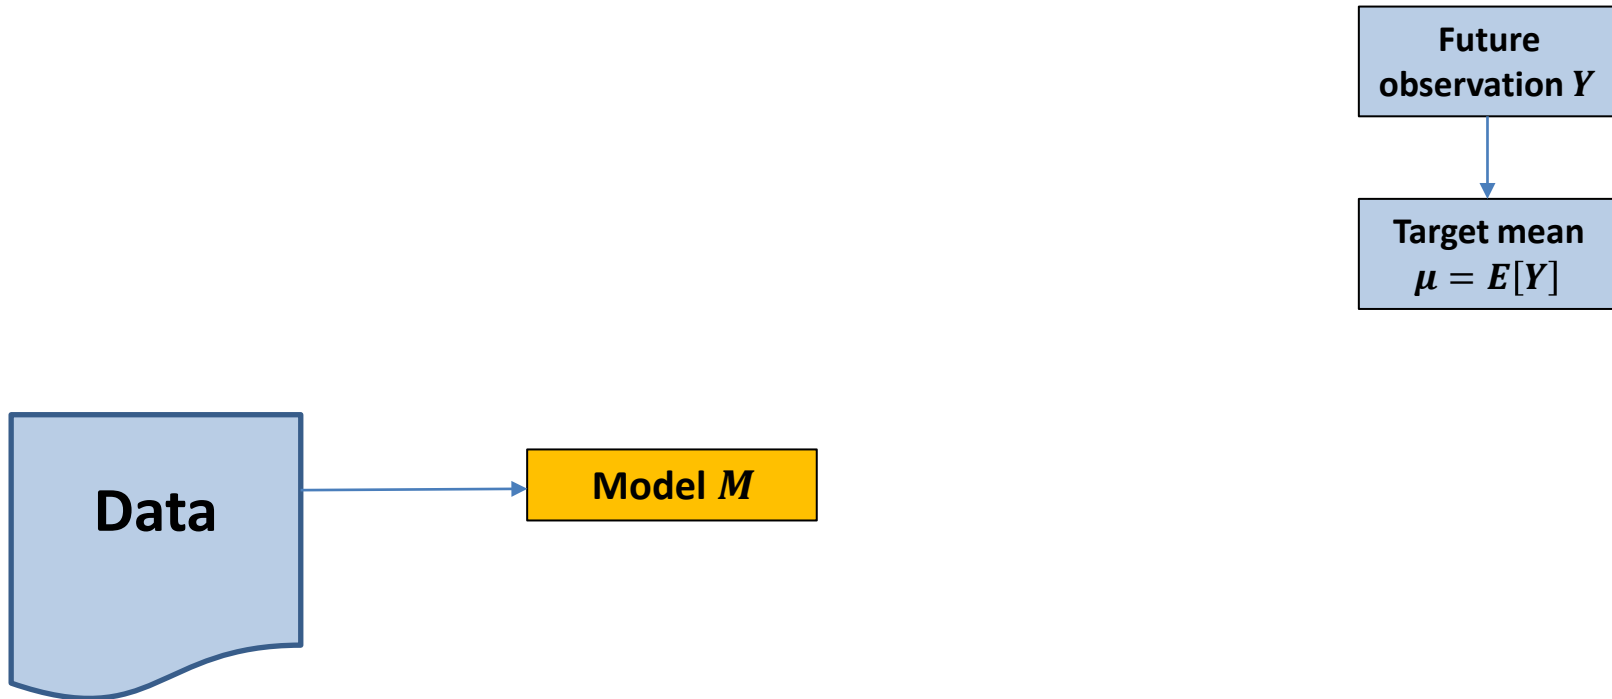 Future
observation Y
Target mean
μ = E[Y]
Data
Model M